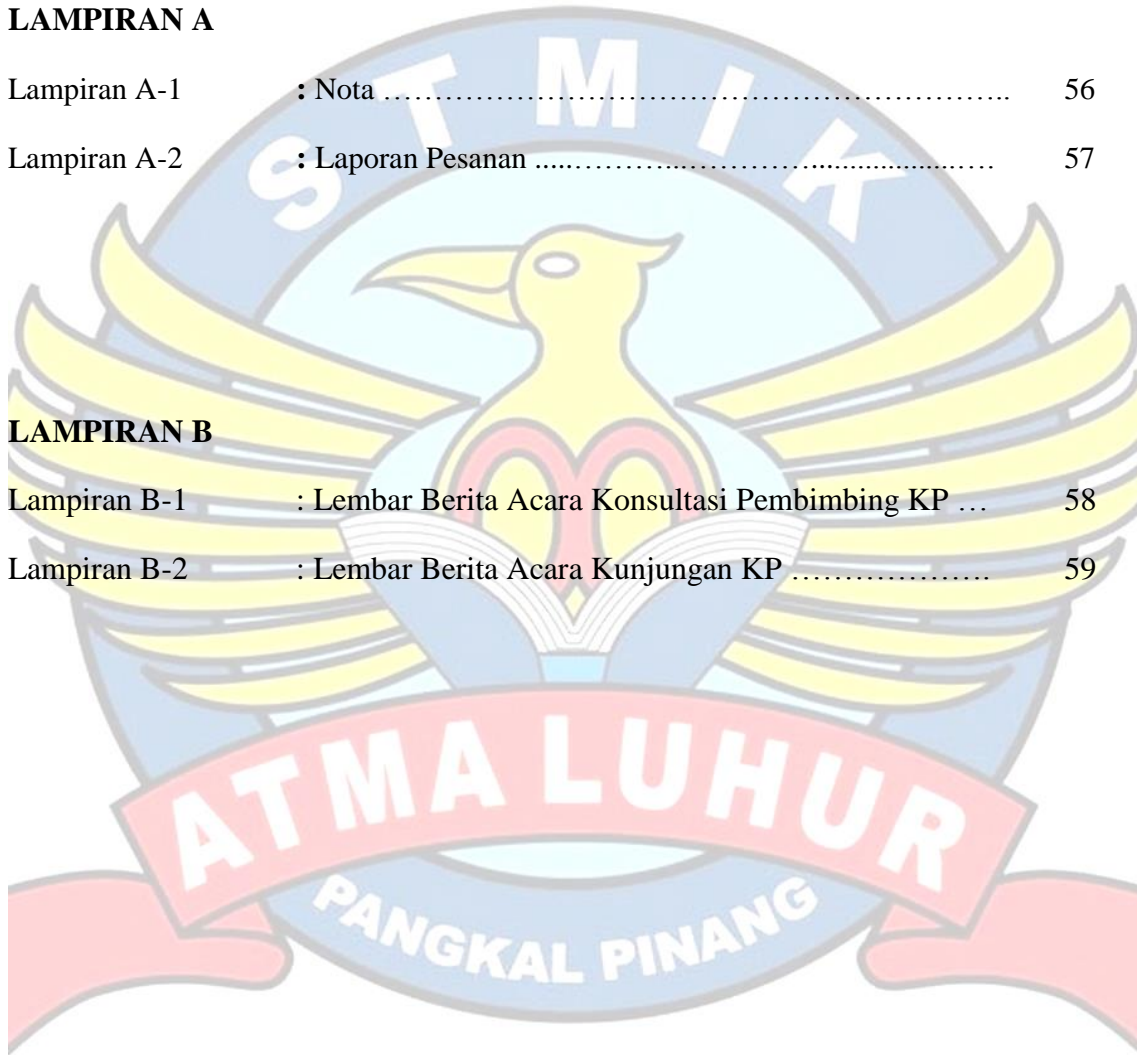 LAMPIRAN A
Lampiran A-1 : Nota ………………………………………………………….. 56
Lampiran A-2 : Laporan Pesanan .....………...…………......................…. 57
STMIK
LAMPIRAN B
Lampiran B-1 : Lembar Berita Acara Konsultasi Pembimbing KP … 58
Lampiran B-2 : Lembar Berita Acara Kunjungan KP ………………. 59
ATMA LUHUR
PANGKAL PINANG